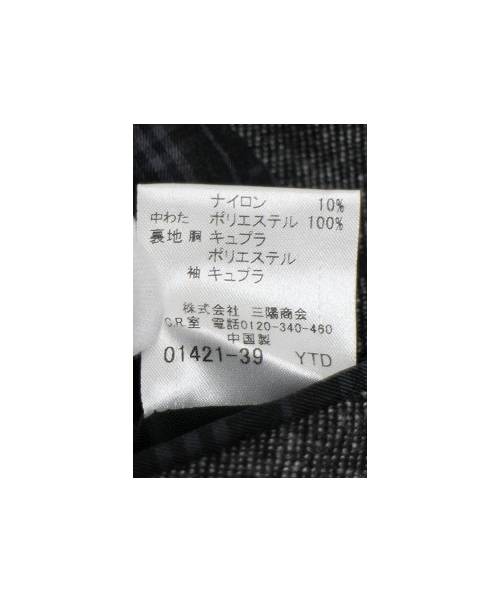 ナイロン 10%
中わた ポリエステル 100%
裏地 胴 キュプラ
ポリエステル
袖 キュプラ
株式会社 三陽商会
C.R.室 電話0120-340-460
中国製
01421-39 YTD